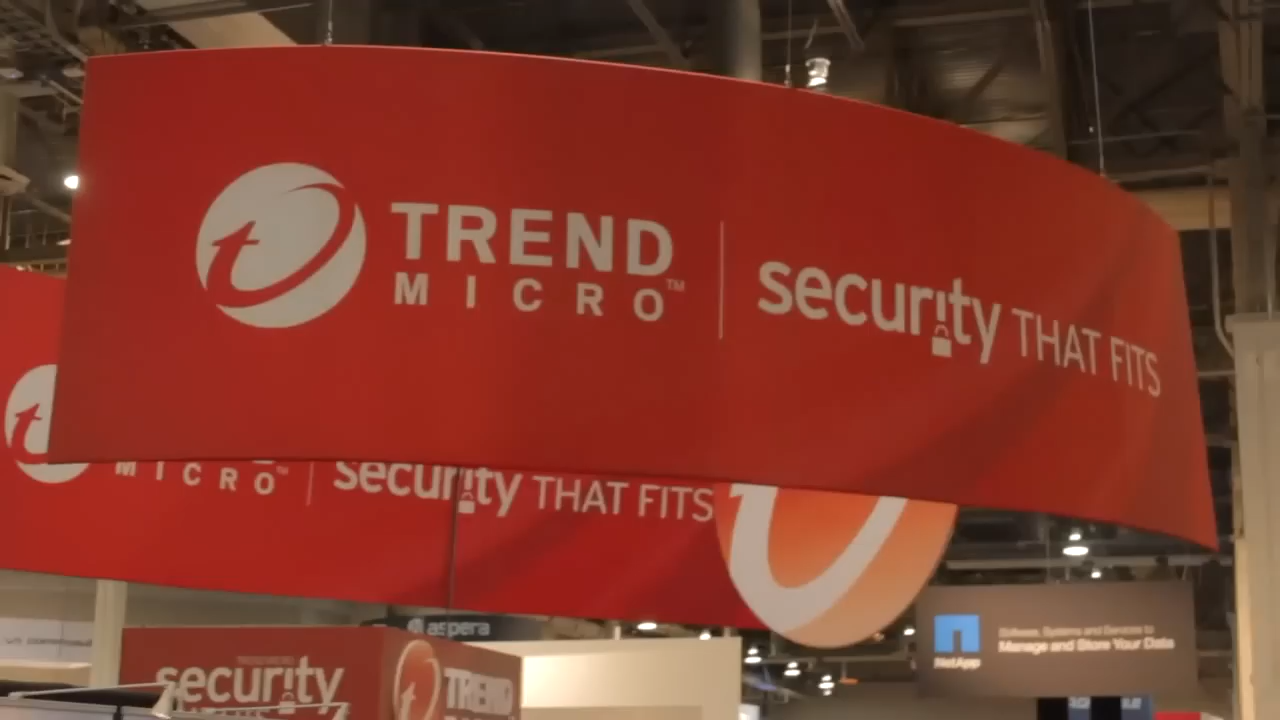 TREND
MICRO™
security THAT FITS
MICRO™
security THAT FITS
aspera
NetApp
Software, Systems and Services to
Manage and Store Your Data
security
TREND